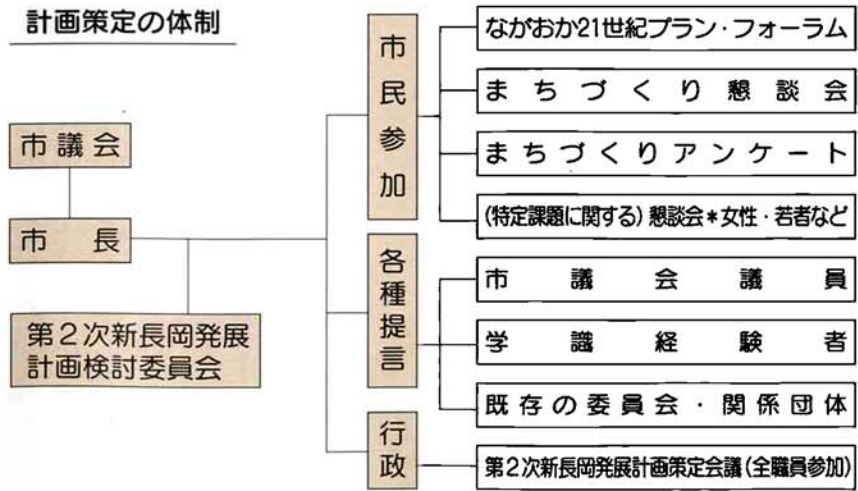 計画策定の体制
市議会
市長
第2次新長岡発展
計画検討委員会
市民参加
ながおか21世紀プラン・フォーラム
まちづくり懇談会
まちづくりアンケート
(特定課題に関する)懇談会*女性・若者など
各種提言
市議会議員
学識経験者
既存の委員会・関係団体
行政
第2次新長岡発展計画策定会議(全職員参加)